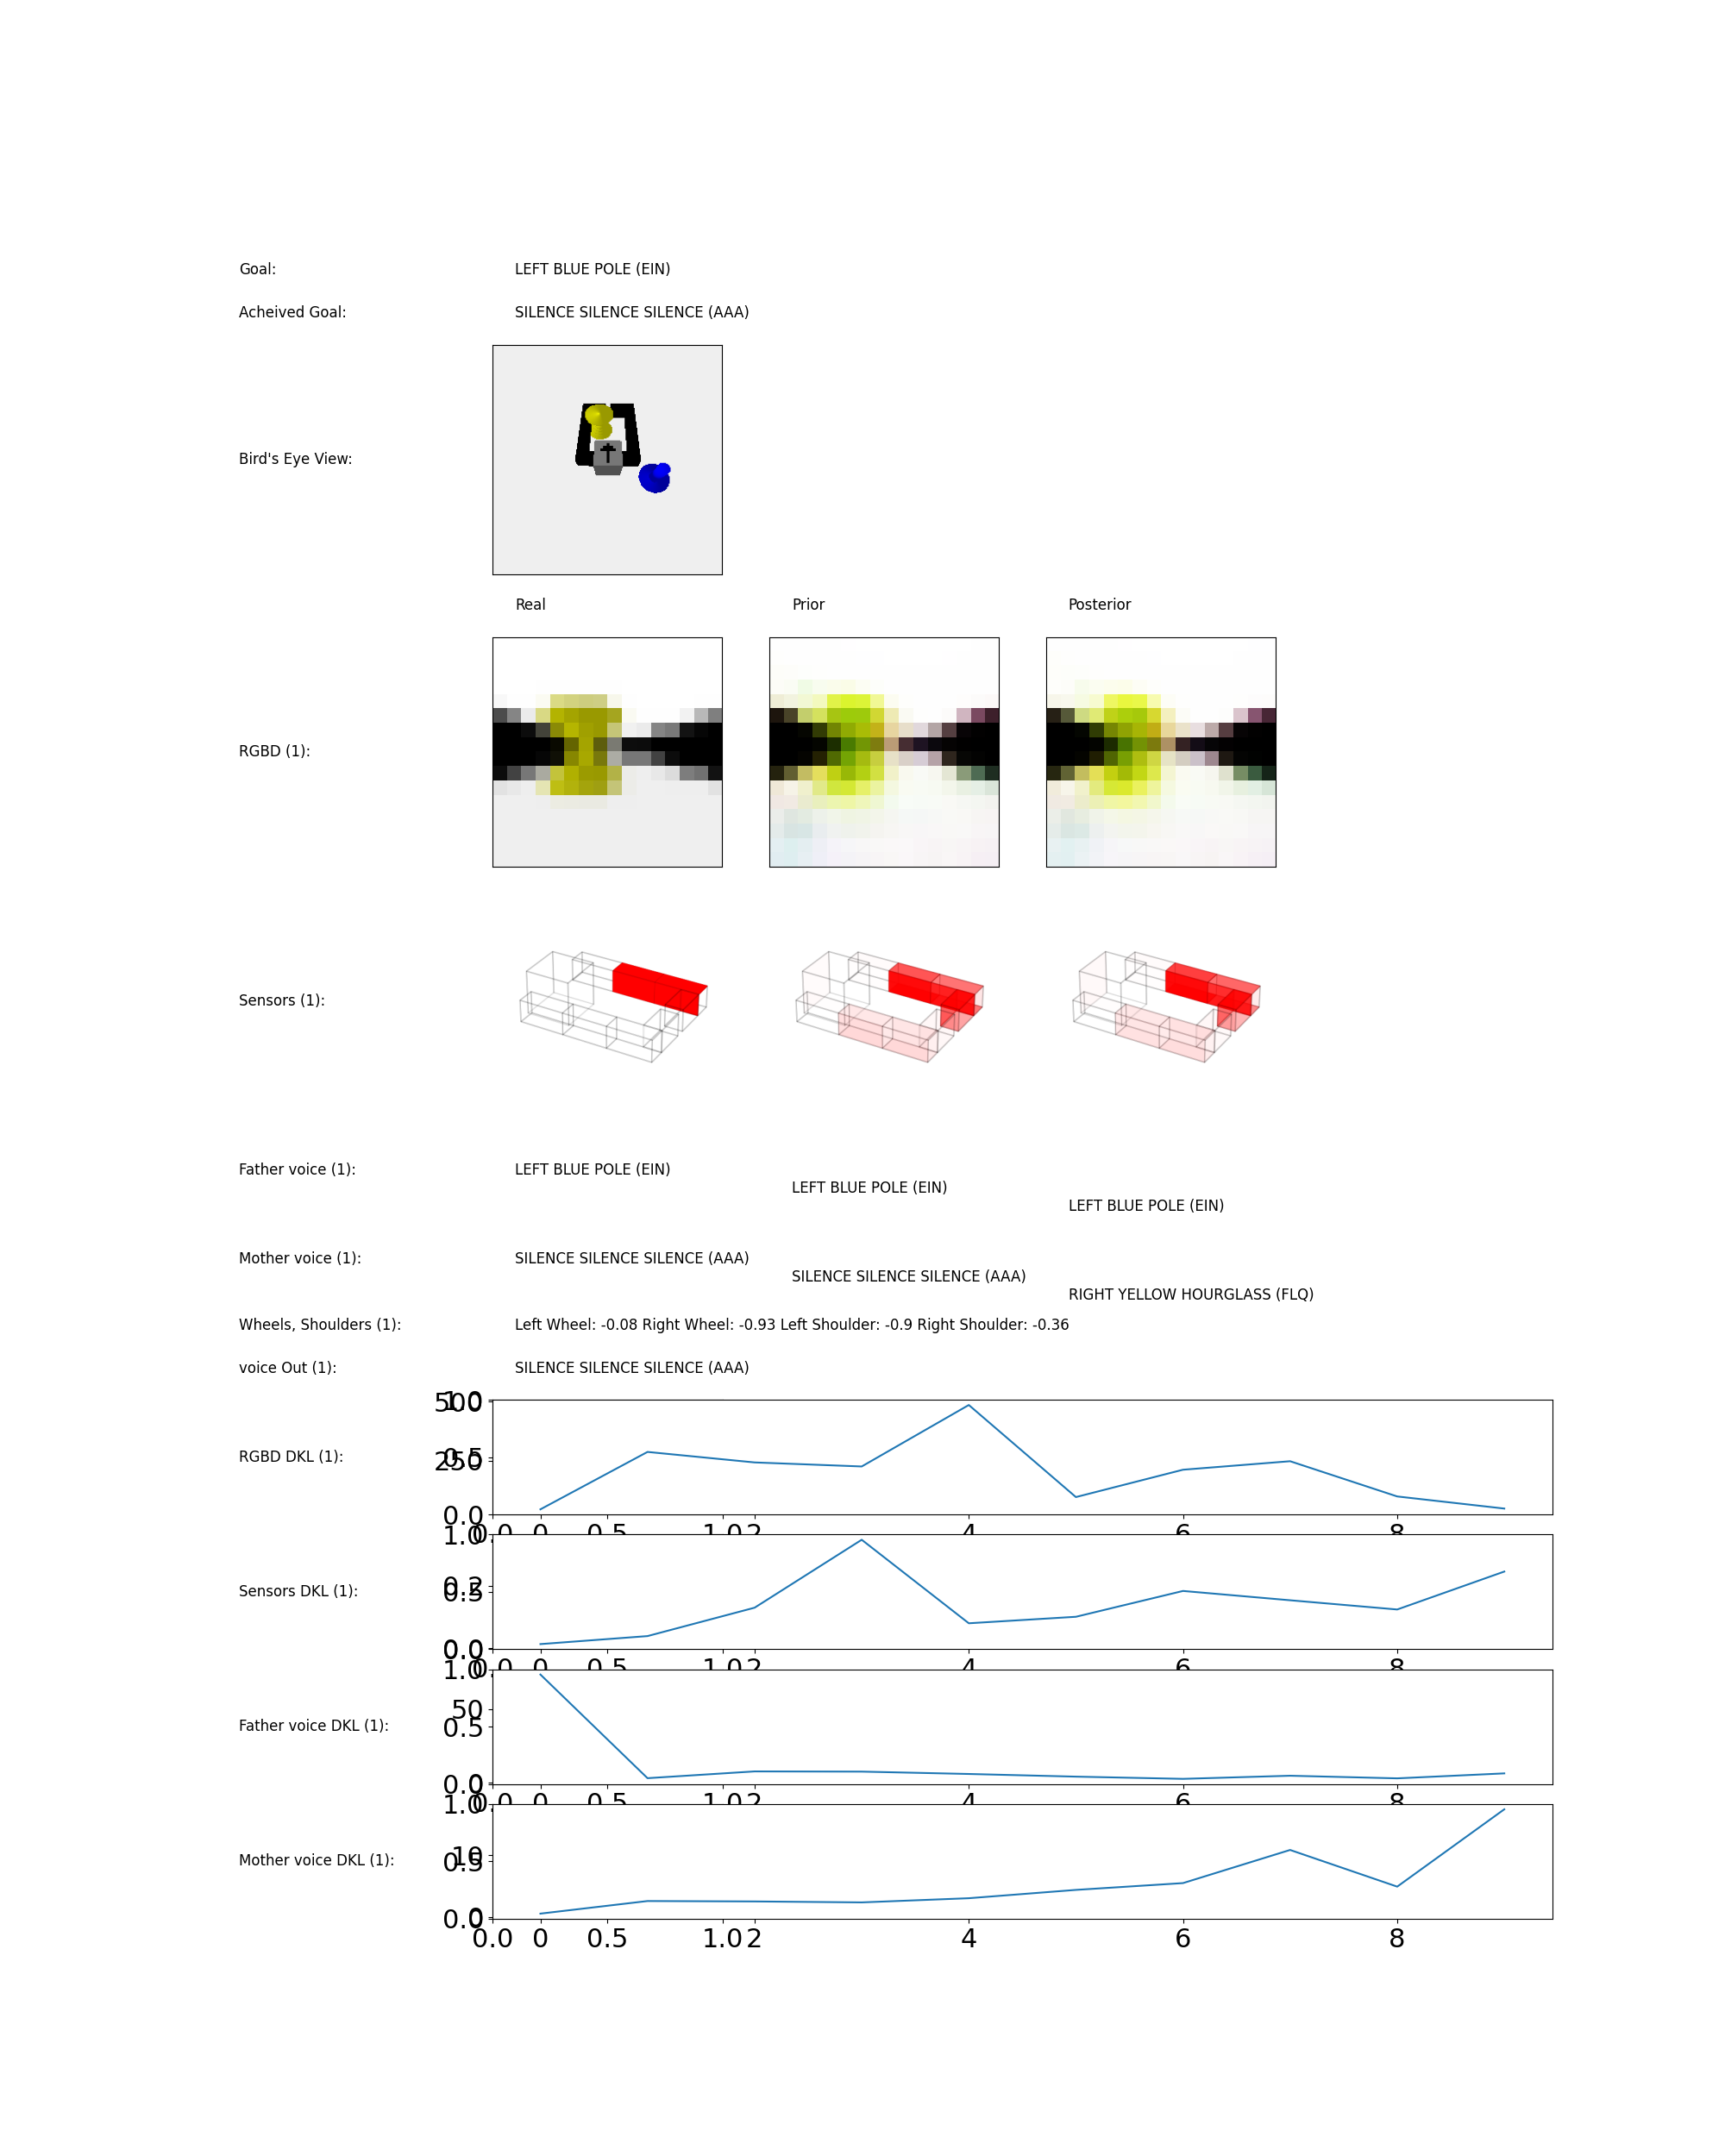 Goal: LEFT BLUE POLE (EIN)
Acheived Goal: SILENCE SILENCE SILENCE (AAA)
Bird's Eye View:
Real Prior Posterior
RGBD (1):
Sensors (1):
Father voice (1): LEFT BLUE POLE (EIN)
LEFT BLUE POLE (EIN)
LEFT BLUE POLE (EIN)
Mother voice (1): SILENCE SILENCE SILENCE (AAA)
SILENCE SILENCE SILENCE (AAA)
RIGHT YELLOW HOURGLASS (FLQ)
Wheels, Shoulders (1): Left Wheel: -0.08 Right Wheel: -0.93 Left Shoulder: -0.9 Right Shoulder: -0.36
voice Out (1): SILENCE SILENCE SILENCE (AAA)
500 1.0
RGBD DKL (1): 250 0.5
0.0
0.0 0 0.5 1.0 2 4 6 8
1.0
Sensors DKL (1): 0.2 0.5
0.0 0.0
0.0 0 0.5 1.0 2 4 6 8
1.0
50
Father voice DKL (1): 0.5
0.0 0
0.0 0 0.5 1.0 2 4 6 8
1.0
Mother voice DKL (1): 10 0.5
0.0 0
0.0 0 0.5 1.0 2 4 6 8